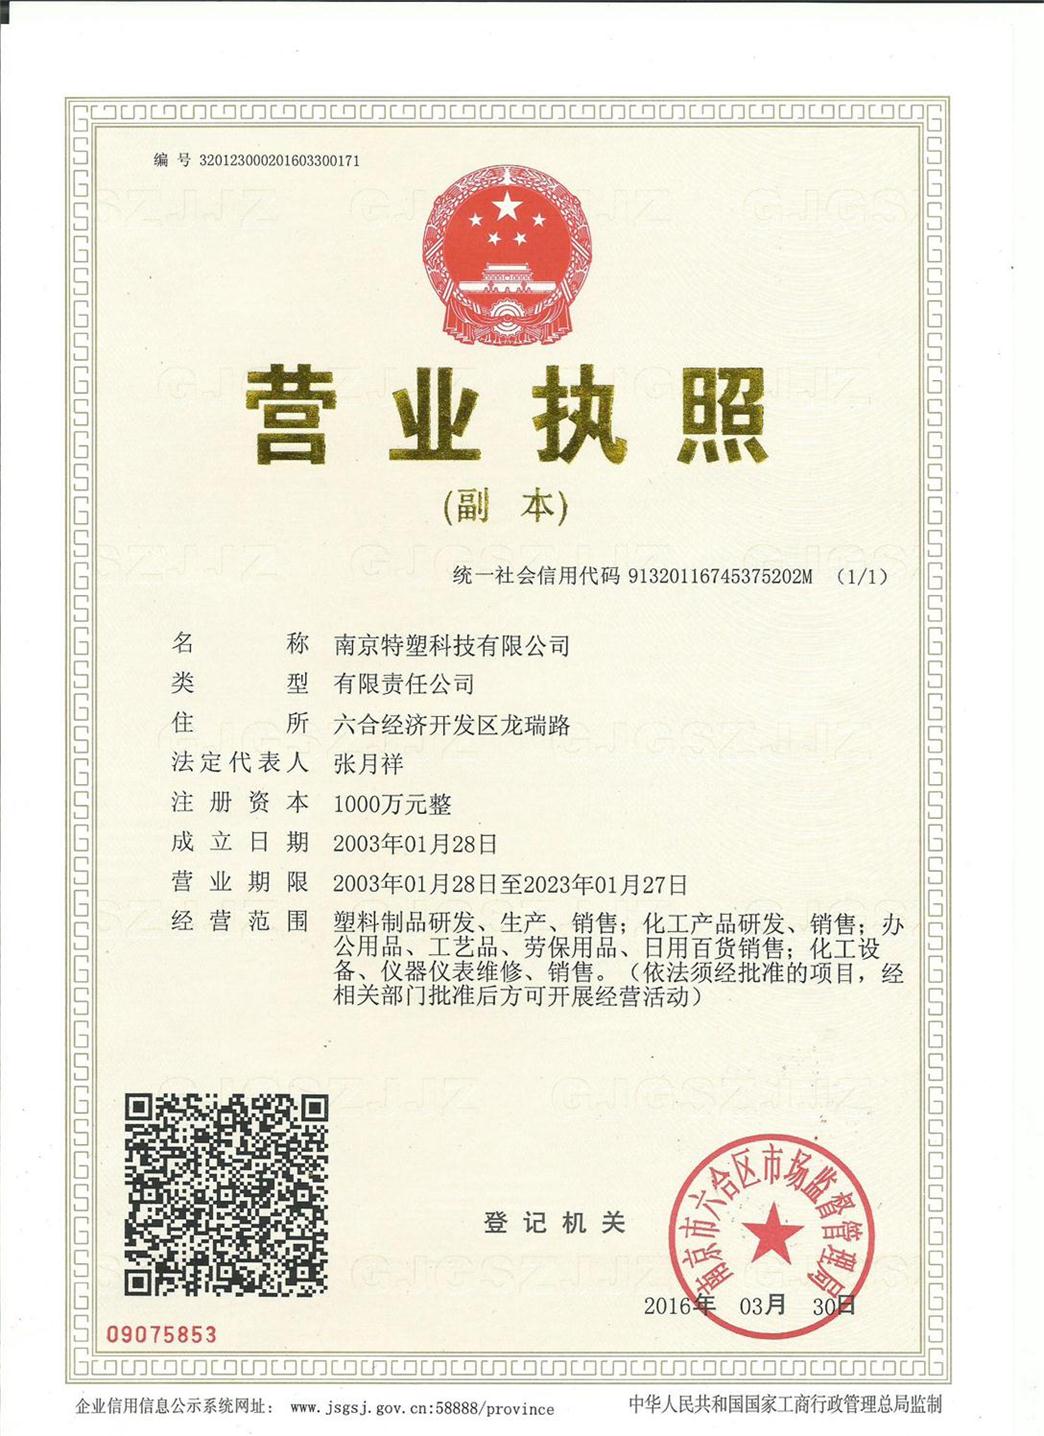 编 号 320123000201603300171
营业执照
(副 本)
统一社会信用代码 91320116745375202M (1/1)
名称 南京特塑科技有限公司
类型 有限责任公司
住所 六合经济开发区龙瑞路
法定代表人 张月祥
注册资本 1000万元整
成立日期 2003年01月28日
营业期限 2003年01月28日至2023年01月27日
经营范围 塑料制品研发、生产、销售；化工产品研发、销售；办
公用品、工艺品、劳保用品、日用百货销售；化工设
备、仪器仪表维修、销售。（依法须经批准的项目，经
相关部门批准后方可开展经营活动）
登记机关
南京市六合区市场监督管理局
2016年 03月 30日
09075853
企业信用信息公示系统网址： www.jsgsj.gov.cn:58888/province
中华人民共和国国家工商行政管理总局监制